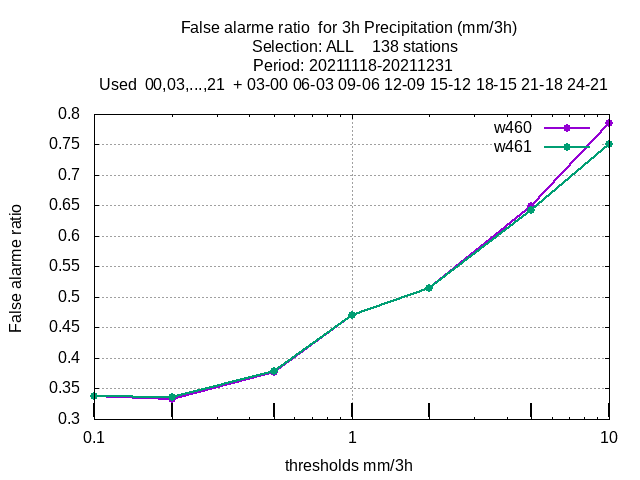 False alarme ratio  for 3h Precipitation (mm/3h)
Selection: ALL    138 stations
Period: 20211118-20211231
Used  00,03,...,21  + 03-00 06-03 09-06 12-09 15-12 18-15 21-18 24-21
w460
w461
0.8
0.75
0.7
0.65
0.6
0.55
0.5
0.45
0.4
0.35
0.3
False alarme ratio
0.1 1 10
thresholds mm/3h